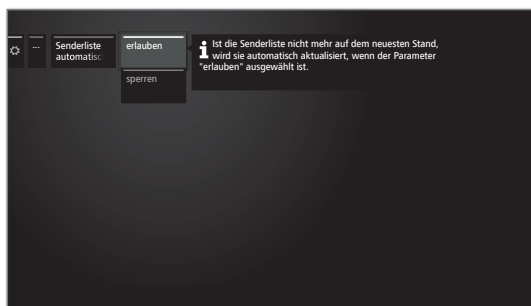 ...
Senderliste
automatisc
erlauben
sperren
Ist die Senderliste nicht mehr auf dem neuesten Stand,
wird sie automatisch aktualisiert, wenn der Parameter
"erlauben" ausgewählt ist.